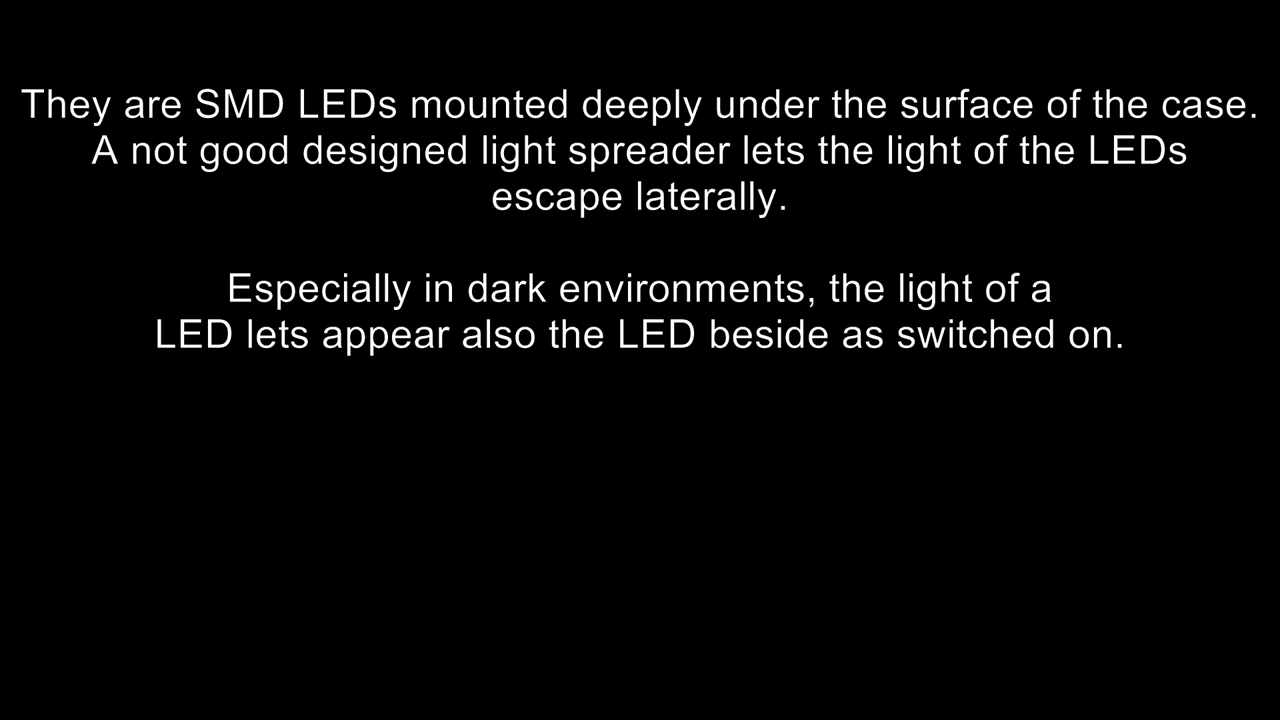 They are SMD LEDs mounted deeply under the surface of the case.
A not good designed light spreader lets the light of the LEDs
escape laterally.
Especially in dark environments, the light of a
LED lets appear also the LED beside as switched on.